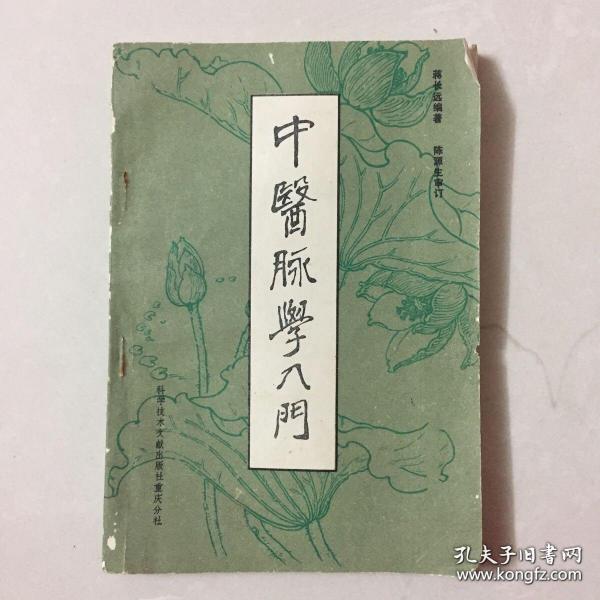 蒋长远编著 陈源生审订
中醫脈學入門
科学技术文献出版社重庆分社
孔夫子旧书网
www.kongfz.com